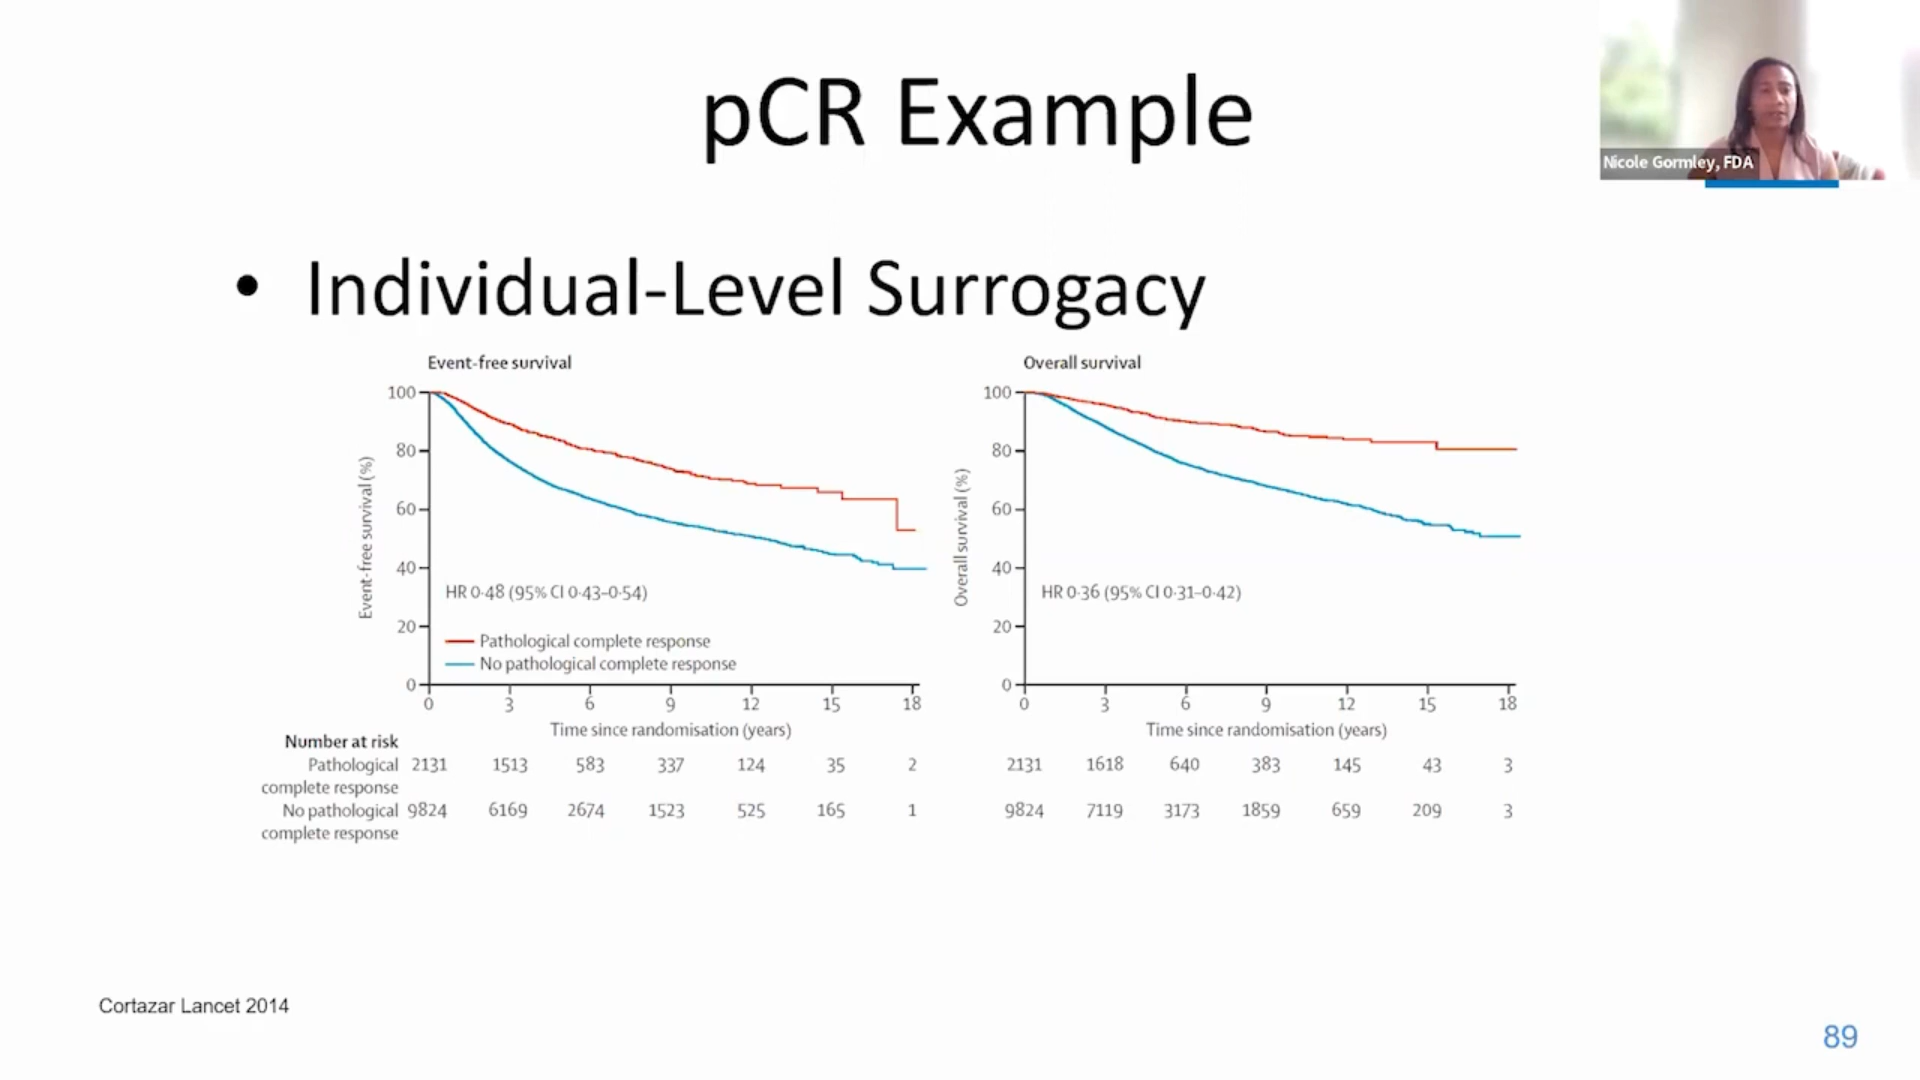 pCR Example
Nicole Gormley, FDA
• Individual-Level Surrogacy
Event-free survival
100
80
60
40
20
0
Event-free survival (%)
HR 0·48 (95% CI 0·43–0·54)
Pathological complete response
No pathological complete response
0 3 6 9 12 15 18
Time since randomisation (years)
Overall survival
100
80
60
40
20
0
Overall survival (%)
HR 0·36 (95% CI 0·31–0·42)
0 3 6 9 12 15 18
Time since randomisation (years)
Number at risk
Pathological 2131 1513 583 337 124 35 2 2131 1618 640 383 145 43 3
complete response
No pathological 9824 6169 2674 1523 525 165 1 9824 7119 3173 1859 659 209 3
complete response
Cortazar Lancet 2014
89